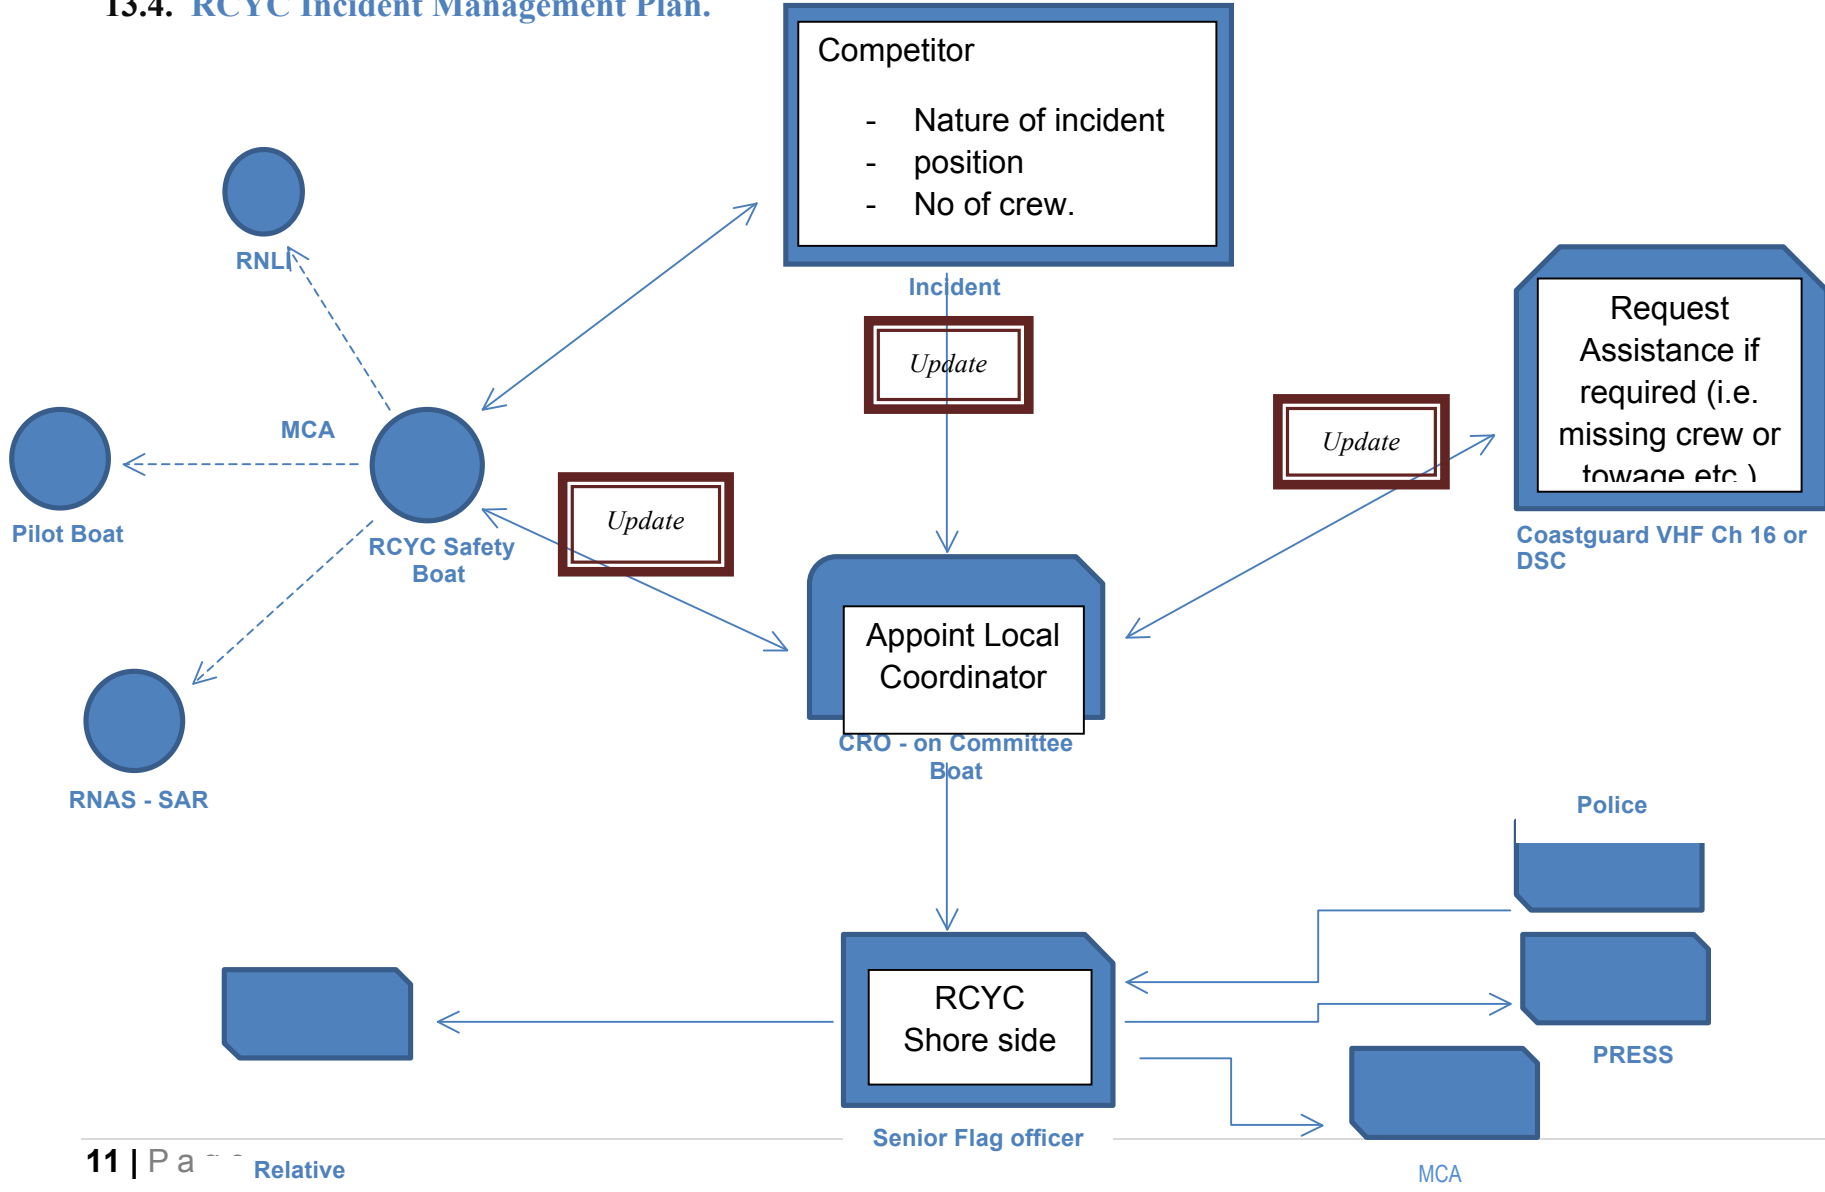 13.4. RCYC Incident Management Plan.
Competitor
- Nature of incident
- position
- No of crew.
RNLI
Incident
Request
Assistance if
required (i.e.
missing crew or
towage etc.)
Update
Update
MCA
Update
Pilot Boat
RCYC Safety
Boat
Coastguard VHF Ch 16 or
DSC
Appoint Local
Coordinator
CRO - on Committee
Boat
RNAS - SAR
Police
RCYC
Shore side
PRESS
Senior Flag officer
11 | Page
Relative
MCA